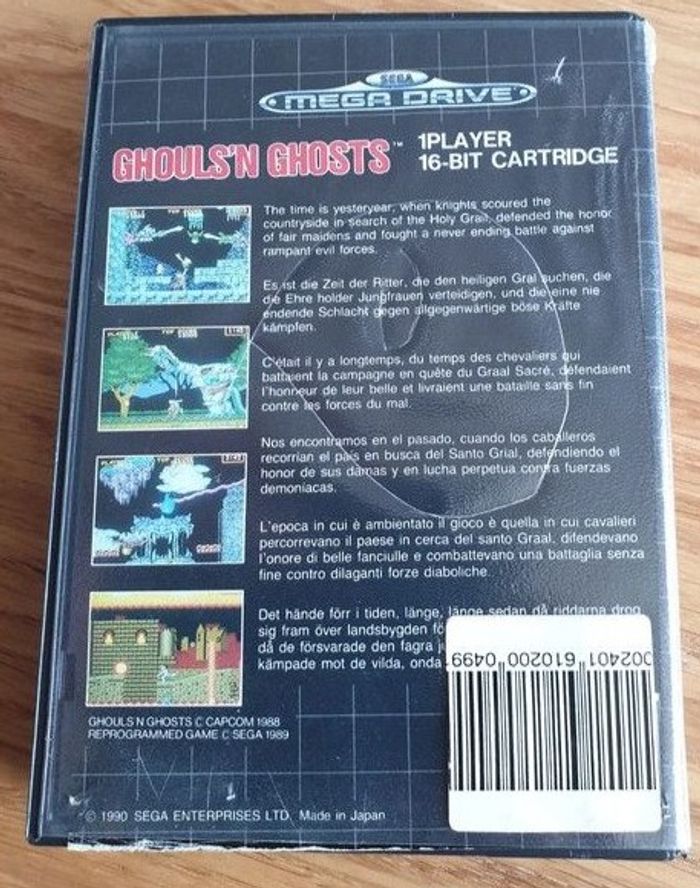 SEGA
MEGA DRIVE
GHOULS'N GHOSTS™
1PLAYER
16-BIT CARTRIDGE
The time is yesteryear, when knights scoured the
countryside in search of the Holy Grail, defended the honor
of fair maidens and fought a never ending battle against
rampant evil forces.
Es ist die Zeit der Ritter, die den heiligen Gral suchen, die
die Ehre holder Jungfrauen verteidigen, und die eine nie
endende Schlacht gegen allgegenwärtige böse Kräfte
kämpfen.
C'était il y a longtemps, du temps des chevaliers qui
battaient la campagne en quête du Graal Sacré, défendaient
l'honneur de leur belle et livraient une bataille sans fin
contre les forces du mal.
Nos encontramos en el pasado, cuando los caballeros
recorrian el país en busca del Santo Grial, defendiendo el
honor de sus damas y en lucha perpetua contra fuerzas
demoniacas.
L'epoca in cui è ambientato il gioco è quella in cui cavalieri
percorrevano il paese in cerca del santo Graal, difendevano
l'onore di belle fanciulle e combattevano una battaglia senza
fine contro dilaganti forze diaboliche.
Det hände förr i tiden, länge, länge sedan då riddarna drog
sig fram över landsbygden fö
då de försvarade den fagra j
kämpade mot de vilda, onda
002401 610200 0499
GHOULS N GHOSTS © CAPCOM 1988
REPROGRAMMED GAME © SEGA 1989
© 1990 SEGA ENTERPRISES LTD. Made in Japan